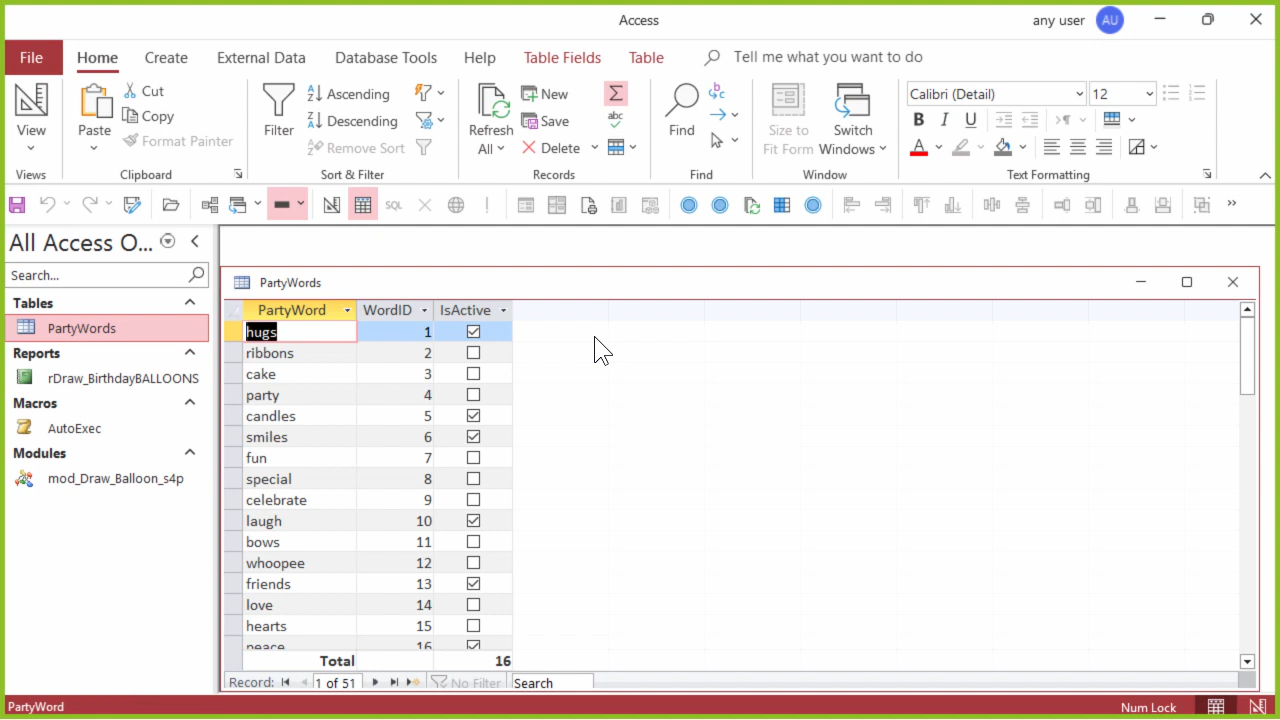 Access
any user
AU
File
Home
Create
External Data
Database Tools
Help
Table Fields
Table
Tell me what you want to do
View
Views
Paste
Cut
Copy
Format Painter
Clipboard
Filter
Ascending
Descending
Remove Sort
Sort & Filter
Refresh
All
New
Save
Delete
Σ
abc
Records
Find
Find
Size to
Fit Form
Switch
Windows
Window
Calibri (Detail)
12
B I U
A
Text Formatting
SQL
All Access O...
Search...
Tables
PartyWords
Reports
rDraw_BirthdayBALLOONS
Macros
AutoExec
Modules
mod_Draw_Balloon_s4p
PartyWords
PartyWord WordID IsActive
hugs 1
ribbons 2
cake 3
party 4
candles 5
smiles 6
fun 7
special 8
celebrate 9
laugh 10
bows 11
whoopee 12
friends 13
love 14
hearts 15
peace 16
Total 16
Record: 1 of 51 No Filter Search
PartyWord
Num Lock